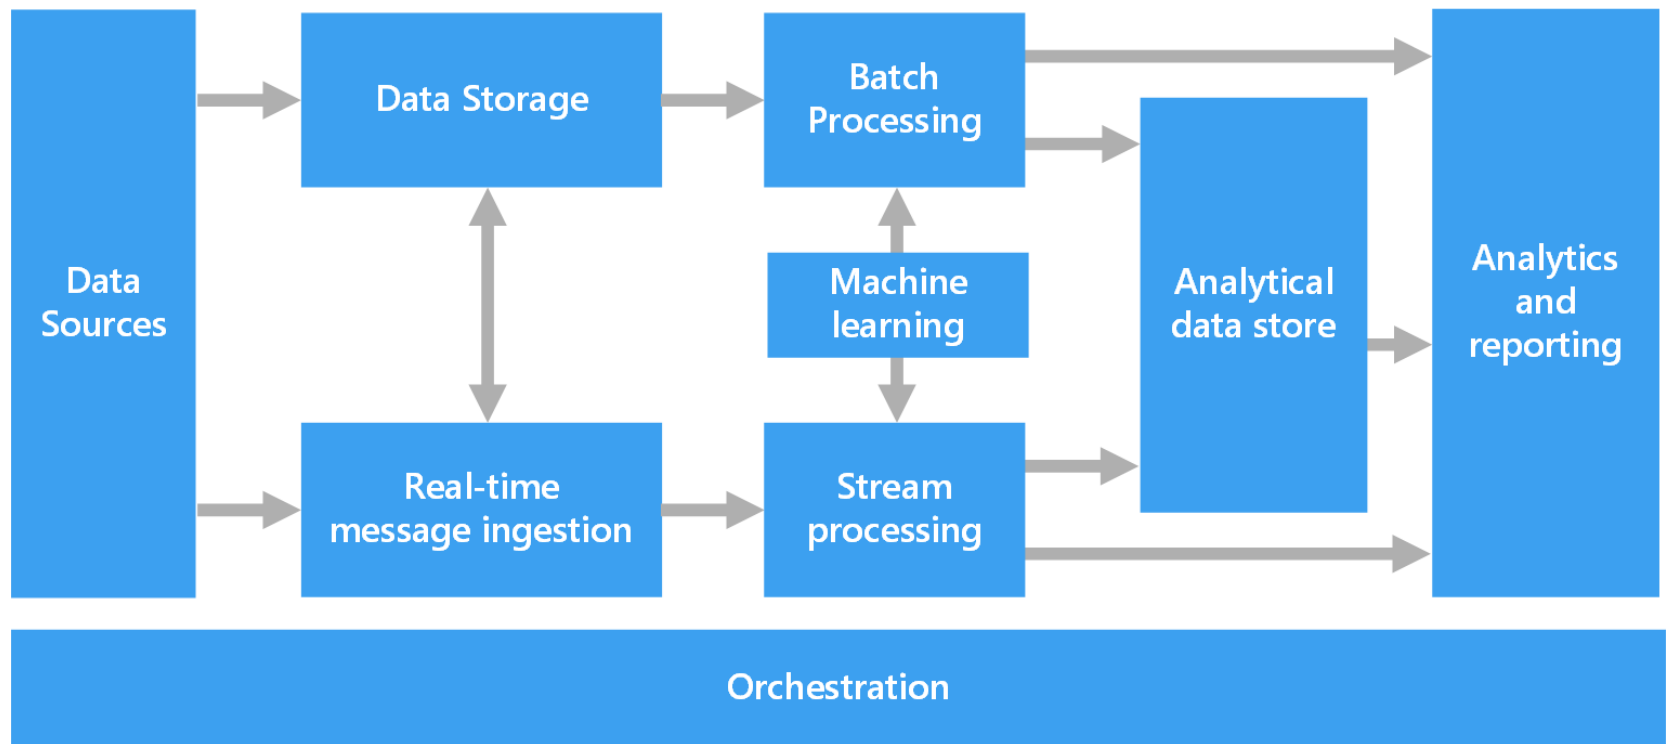 Data
Sources
Data Storage
Real-time
message ingestion
Batch
Processing
Machine
learning
Stream
processing
Analytical
data store
Analytics
and
reporting
Orchestration